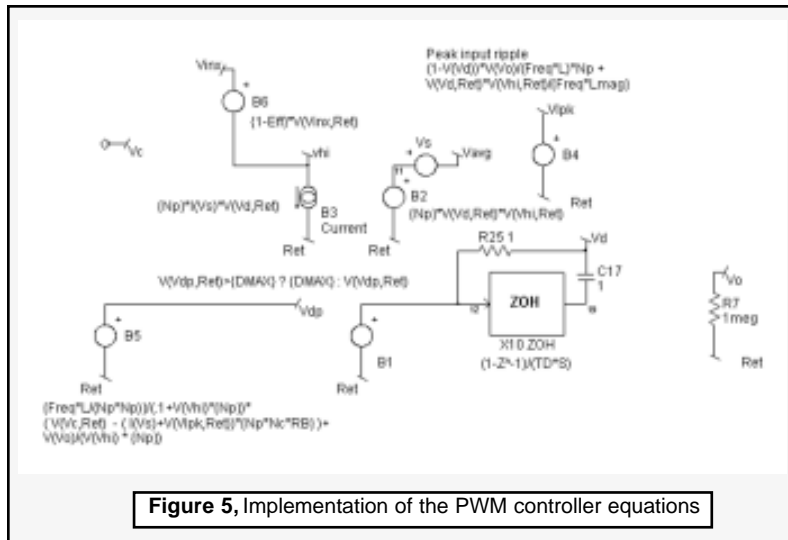 Peak input ripple
(1-V(Vd))*V(Vo)/(Freq*L)*Np +
V(Vd,Ret)*V(Vhi,Ret)/(Freq*Lmag)
Vinx
B6
(1-Eff)*V(Vinx,Ret)
Vc
vhi
Vs
Vavg
Vlpk
11
B4
B2
(Np)*I(Vs)*V(Vd,Ret)
B3
Current
(Np)*V(Vd,Ret)*V(Vhi,Ret)
Ret
Ret
Ret
R25 1
Vd
V(Vdp,Ret)>{DMAX} ? {DMAX} : V(Vdp,Ret)
C17
1
Vo
R7
1meg
Vdp
ZOH
B5
B1
X10 ZOH
(1-Z^-1)/(TD*S)
Ret
Ret
Ret
(Freq*L/(Np*Np))/(.1+V(Vhi)*(Np))*
( V(Vc,Ret) - ( I(Vs)+V(Vlpk,Ret))*(Np*Nc*RB) )+
V(Vo)/(V(Vhi) * (Np))
Figure 5, Implementation of the PWM controller equations